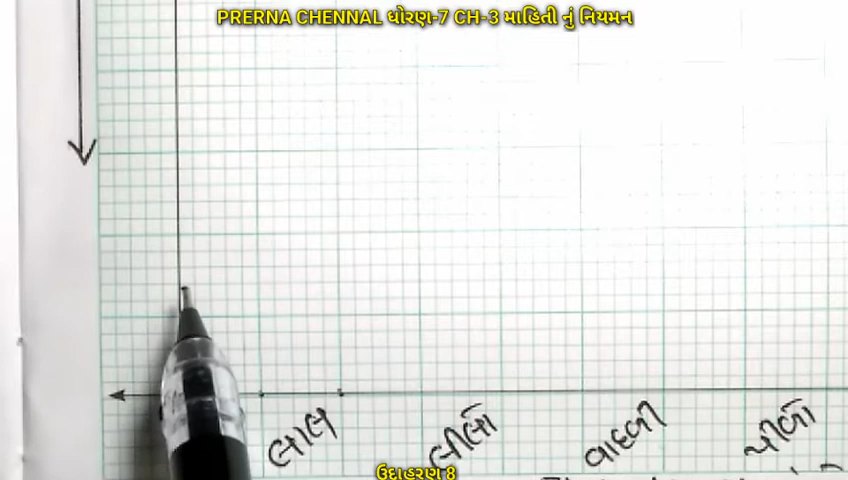 PRERNA CHENNAL ધોરણ-7 CH-3 માહિતી નું નિયમન
લાલ લીલો વાદળી પીળો
ઉદાહરણ 8